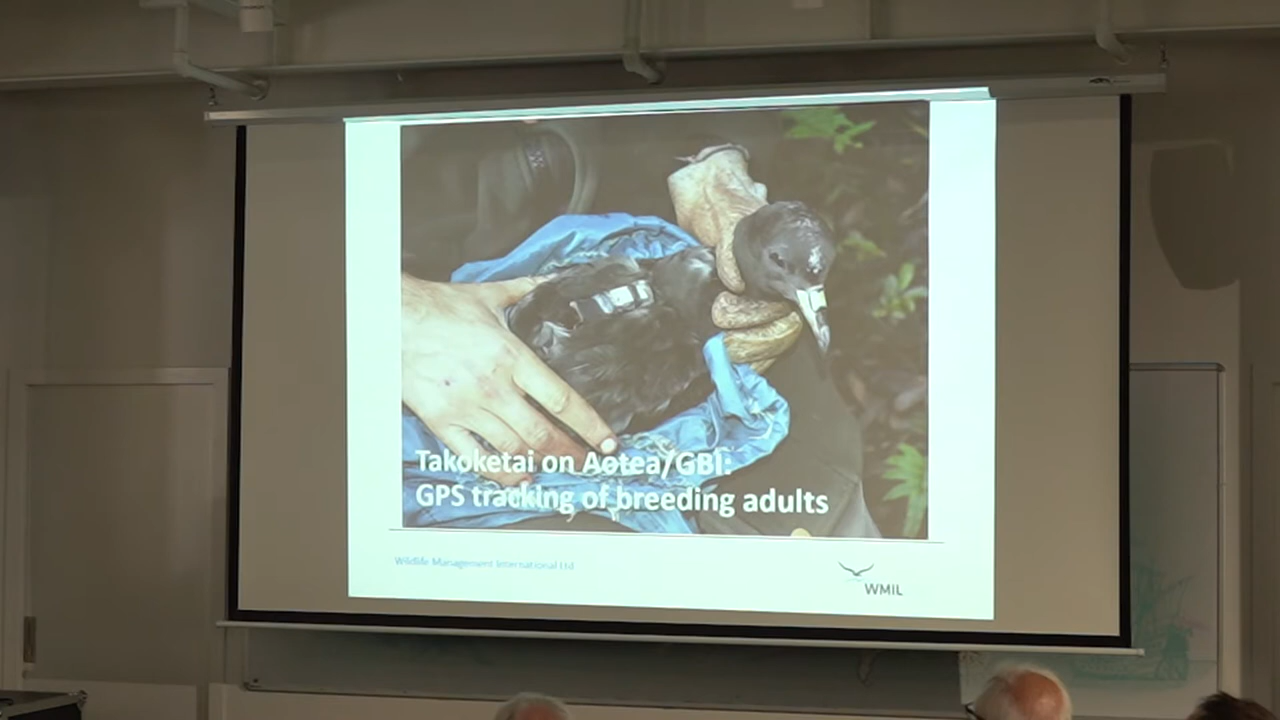 Takoketai on Aotea/GBI:
GPS tracking of breeding adults
Wildlife Management International Ltd
WMIL